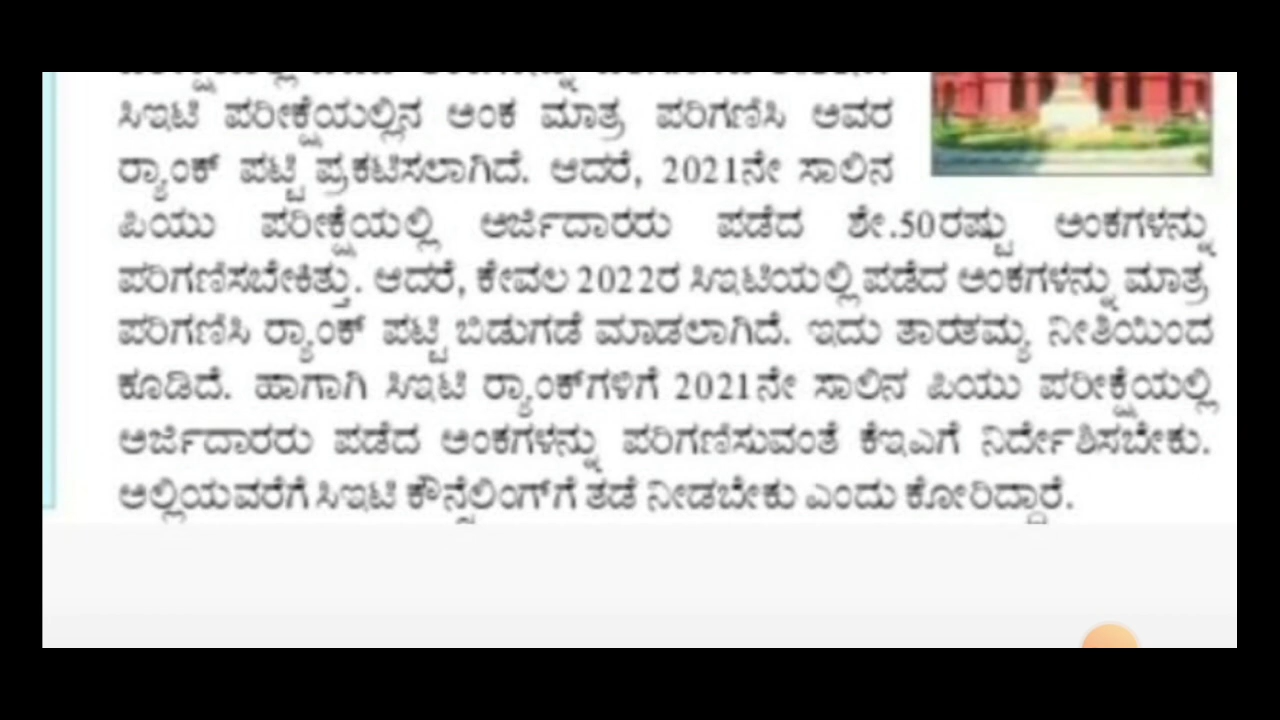 ಸಿಇಟಿ ಪರೀಕ್ಷೆಯಲ್ಲಿನ ಅಂಕ ಮಾತ್ರ ಪರಿಗಣಿಸಿ ಅವರ
ರ‍್ಯಾಂಕ್ ಪಟ್ಟಿ ಪ್ರಕಟಿಸಲಾಗಿದೆ. ಆದರೆ, 2021ನೇ ಸಾಲಿನ
ಪಿಯು ಪರೀಕ್ಷೆಯಲ್ಲಿ ಅರ್ಜಿದಾರರು ಪಡೆದ ಶೇ.50ರಷ್ಟು ಅಂಕಗಳನ್ನು
ಪರಿಗಣಿಸಬೇಕಿತ್ತು. ಆದರೆ, ಕೇವಲ 2022ರ ಸಿಇಟಿಯಲ್ಲಿ ಪಡೆದ ಅಂಕಗಳನ್ನು ಮಾತ್ರ
ಪರಿಗಣಿಸಿ ರ‍್ಯಾಂಕ್ ಪಟ್ಟಿ ಬಿಡುಗಡೆ ಮಾಡಲಾಗಿದೆ. ಇದು ತಾರತಮ್ಯ ನೀತಿಯಿಂದ
ಕೂಡಿದೆ. ಹಾಗಾಗಿ ಸಿಇಟಿ ರ‍್ಯಾಂಕ್‌ಗಳಿಗೆ 2021ನೇ ಸಾಲಿನ ಪಿಯು ಪರೀಕ್ಷೆಯಲ್ಲಿ
ಅರ್ಜಿದಾರರು ಪಡೆದ ಅಂಕಗಳನ್ನು ಪರಿಗಣಿಸುವಂತೆ ಕೆಇಎಗೆ ನಿರ್ದೇಶಿಸಬೇಕು.
ಅಲ್ಲಿಯವರೆಗೆ ಸಿಇಟಿ ಕೌನ್ಸೆಲಿಂಗ್‌ಗೆ ತಡೆ ನೀಡಬೇಕು ಎಂದು ಕೋರಿದ್ದಾರೆ.